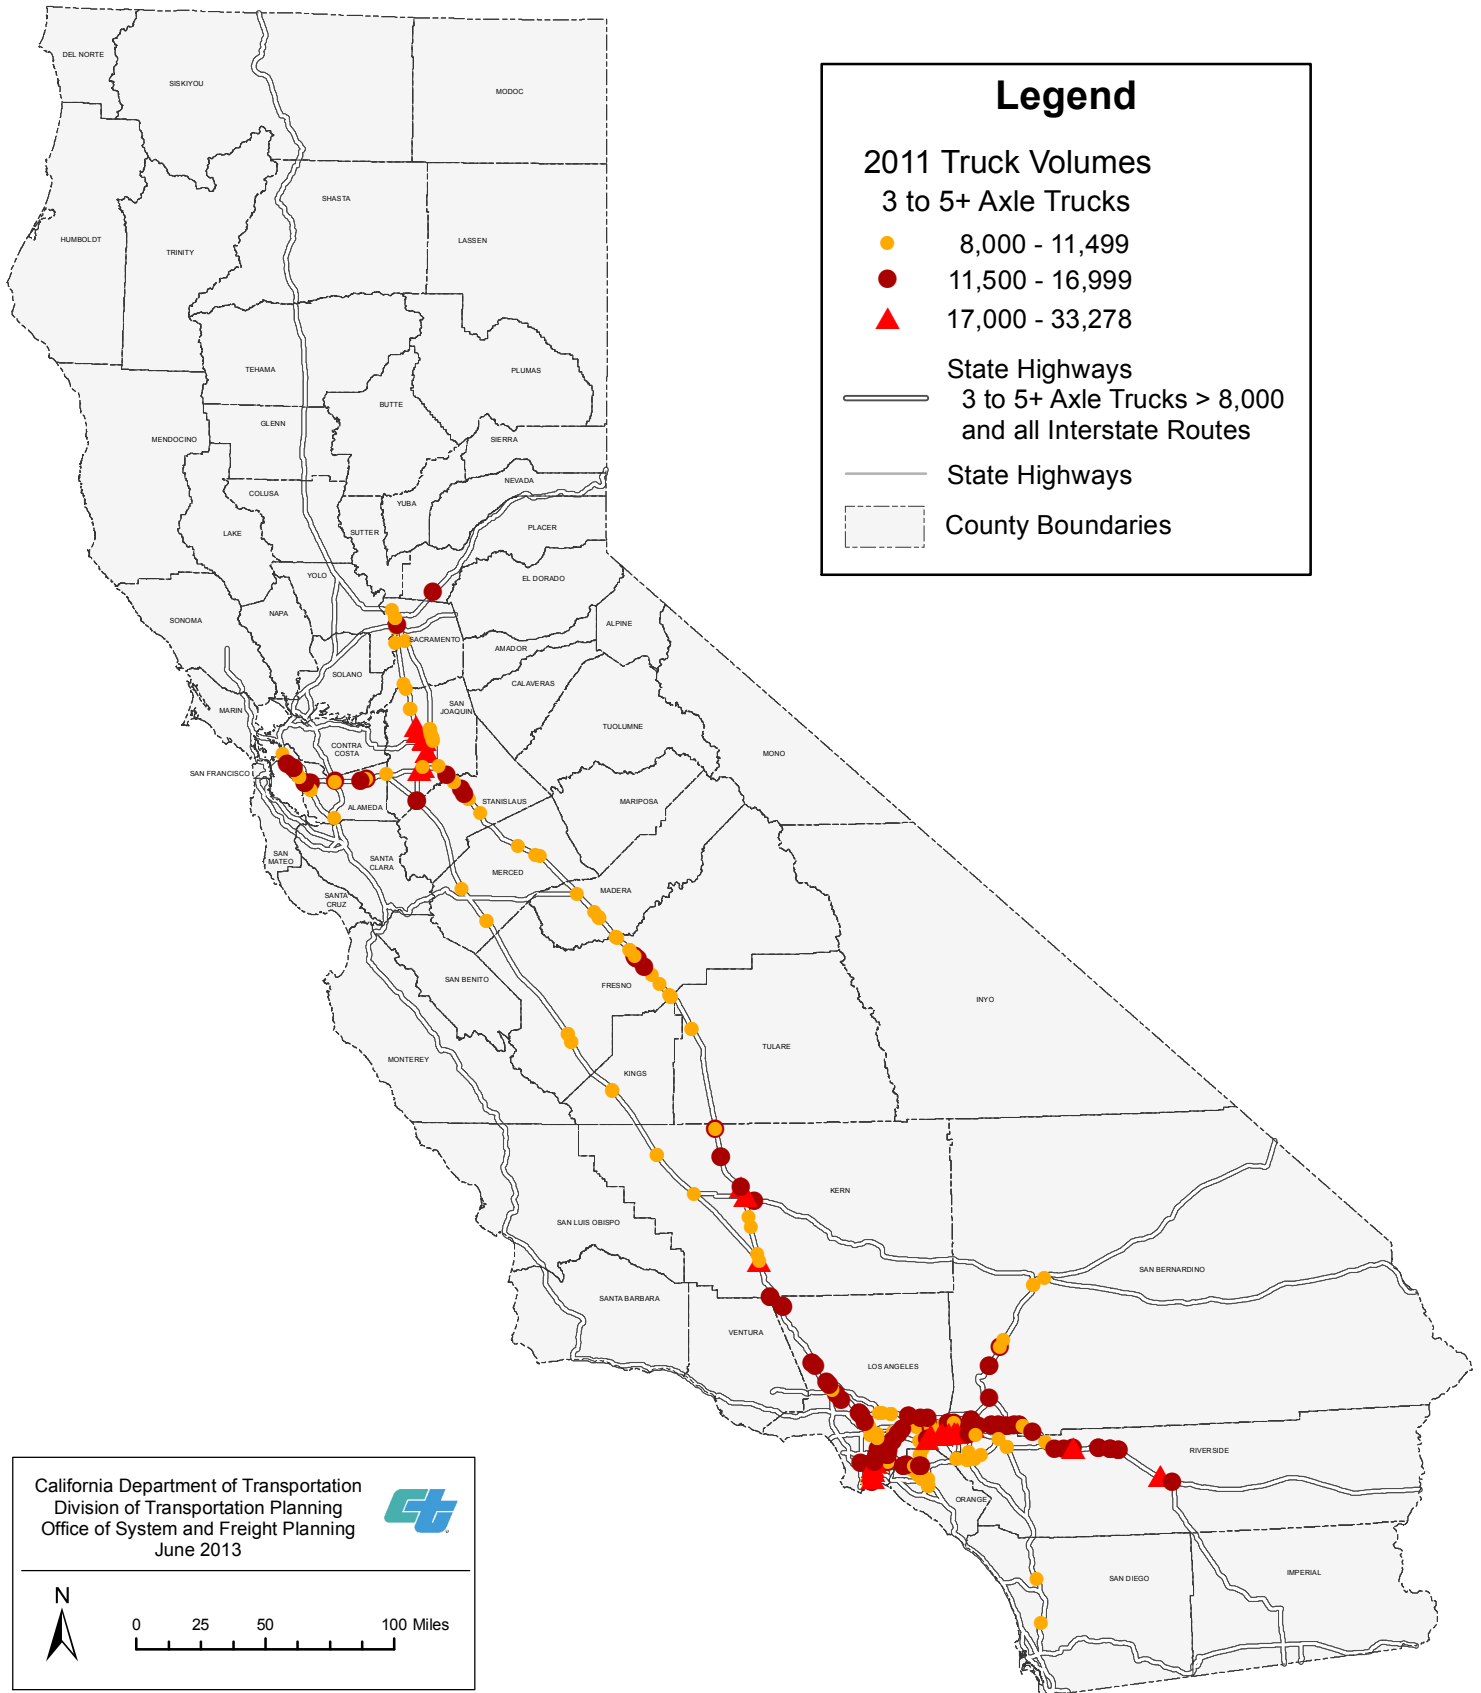 DEL NORTE
SISKIYOU
MODOC
Legend
2011 Truck Volumes
3 to 5+ Axle Trucks
8,000 - 11,499
11,500 - 16,999
17,000 - 33,278
State Highways
3 to 5+ Axle Trucks > 8,000
and all Interstate Routes
State Highways
County Boundaries
SHASTA
HUMBOLDT
TRINITY
LASSEN
TEHAMA
PLUMAS
BUTTE
GLENN
MENDOCINO
SIERRA
NEVADA
COLUSA
YUBA
LAKE
SUTTER
PLACER
YOLO
EL DORADO
NAPA
SONOMA
ALPINE
SACRAMENTO
AMADOR
SOLANO
CALAVERAS
SAN
JOAQUIN
MARIN
TUOLUMNE
CONTRA
COSTA
MONO
SAN FRANCISCO
ALAMEDA
STANISLAUS
MARIPOSA
SAN
MATEO
SANTA
CLARA
MERCED
MADERA
SANTA
CRUZ
SAN BENITO
FRESNO
INYO
MONTEREY
TULARE
KINGS
KERN
SAN LUIS OBISPO
SAN BERNARDINO
SANTA BARBARA
VENTURA
LOS ANGELES
RIVERSIDE
ORANGE
SAN DIEGO
IMPERIAL
California Department of Transportation
Division of Transportation Planning
Office of System and Freight Planning
June 2013
ct
N
0 25 50 100 Miles